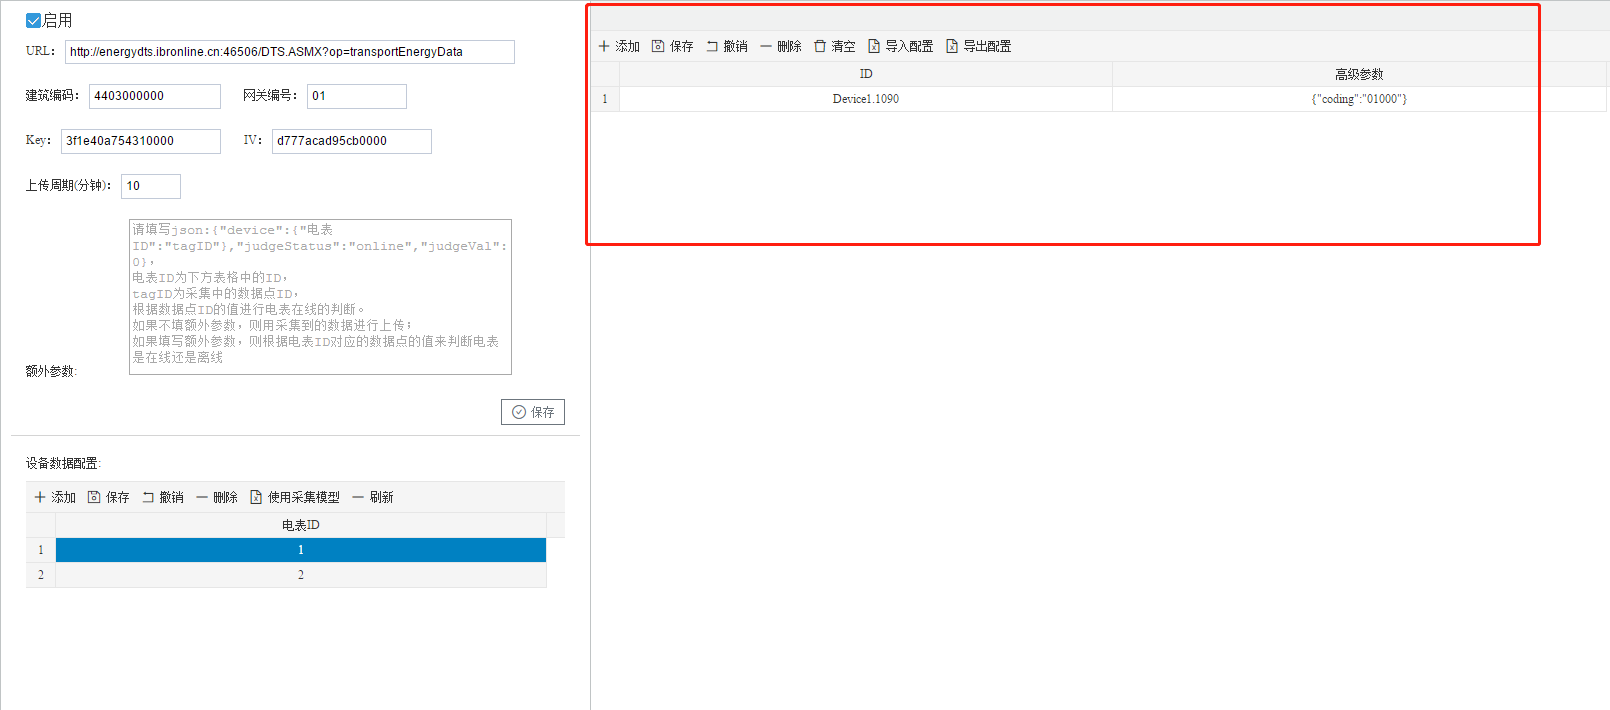 启用
URL: http://energydts.ibronline.cn:46506/DTS.ASMX?op=transportEnergyData
建筑编码: 4403000000 网关编号: 01
Key: 3f1e40a754310000 IV: d777acad95cb0000
上传周期(分钟): 10
请填写json:{"device":{"电表
ID":"tagID"},"judgeStatus":"online","judgeVal":
0},
电表ID为下方表格中的ID,
tagID为采集中的数据点ID,
根据数据点ID的值进行电表在线的判断。
如果不填额外参数，则用采集到的数据进行上传；
如果填写额外参数，则根据电表ID对应的数据点的值来判断电表
是在线还是离线
额外参数:
保存
设备数据配置:
添加 保存 撤销 删除 使用采集模型 刷新
电表ID
1 1
2 2
添加 保存 撤销 删除 清空 导入配置 导出配置
ID 高级参数
1 Device1.1090 {"coding":"01000"}